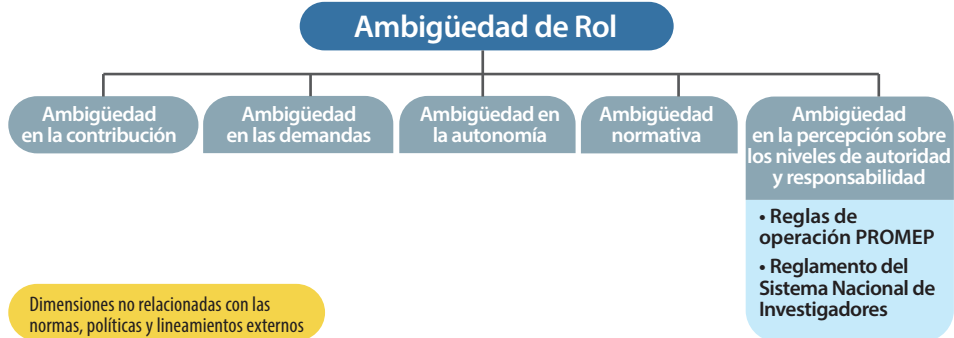 Ambigüedad de Rol
Ambigüedad
en la contribución
Ambigüedad
en las demandas
Ambigüedad en
la autonomía
Ambigüedad
normativa
Ambigüedad
en la percepción sobre
los niveles de autoridad
y responsabilidad
• Reglas de
operación PROMEP
• Reglamento del
Sistema Nacional de
Investigadores
Dimensiones no relacionadas con las
normas, políticas y lineamientos externos